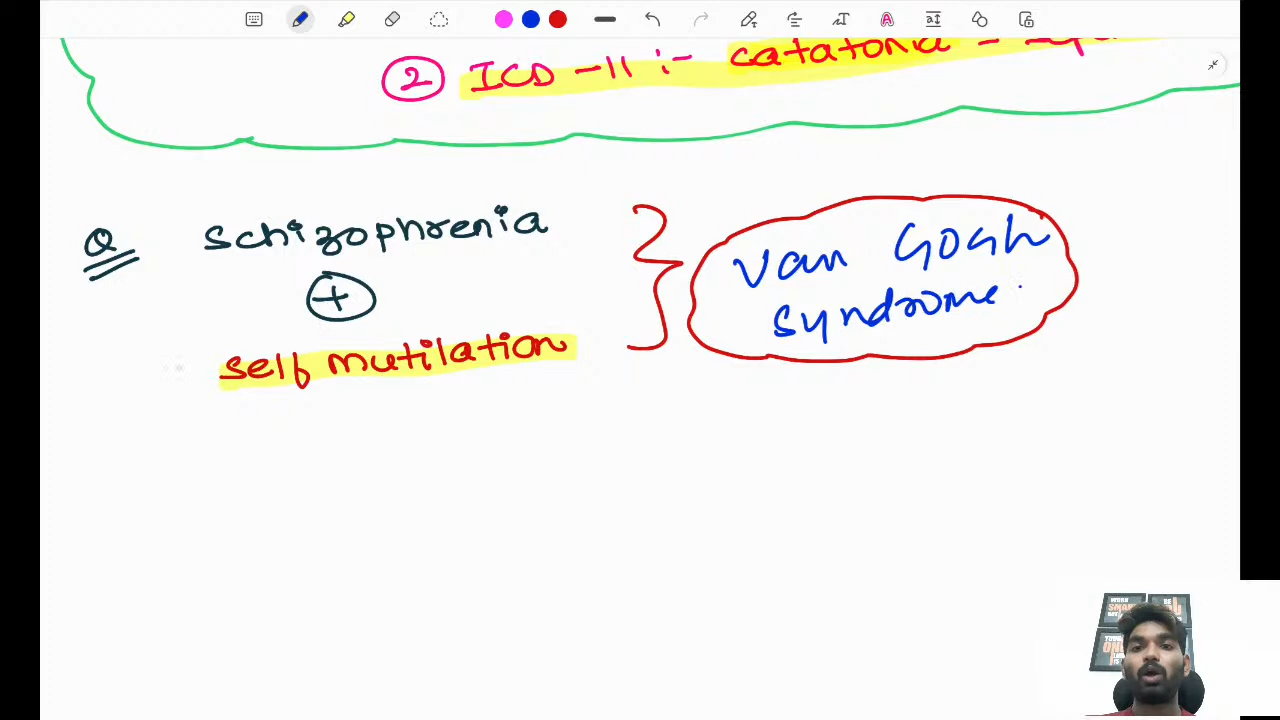 ② ICD-11 :- catatonia -
Q schizophrenia
+
self mutilation
Van GOGh
syndrome